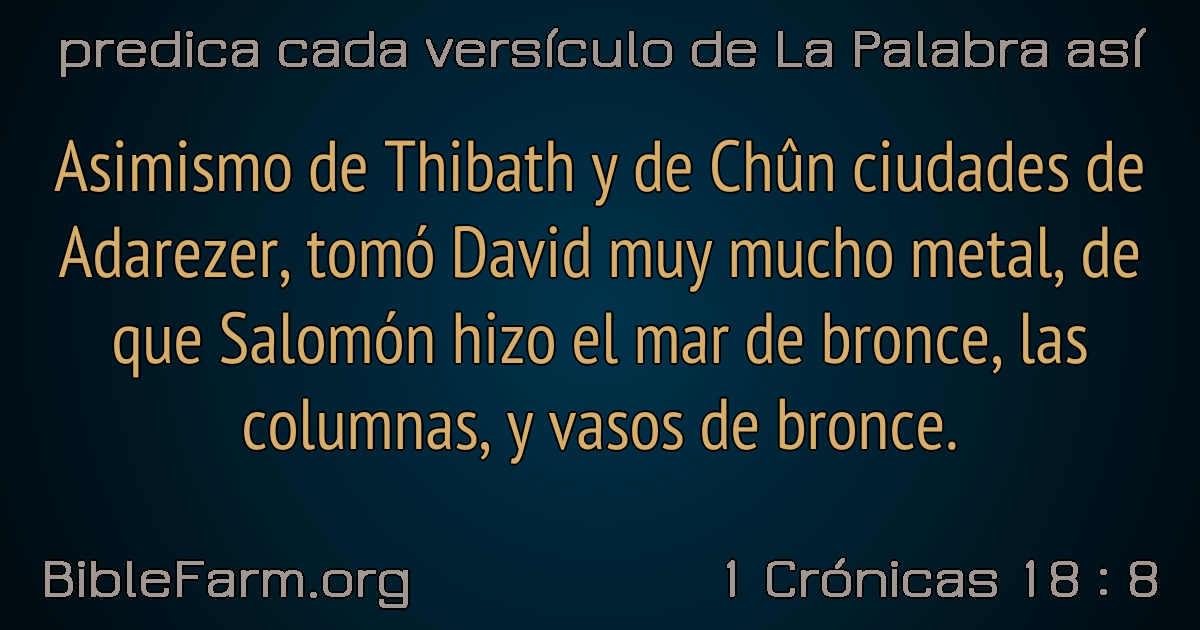 predica cada versículo de La Palabra así
Asimismo de Thibath y de Chûn ciudades de
Adarezer, tomó David muy mucho metal, de
que Salomón hizo el mar de bronce, las
columnas, y vasos de bronce.
BibleFarm.org
1 Crónicas 18 : 8